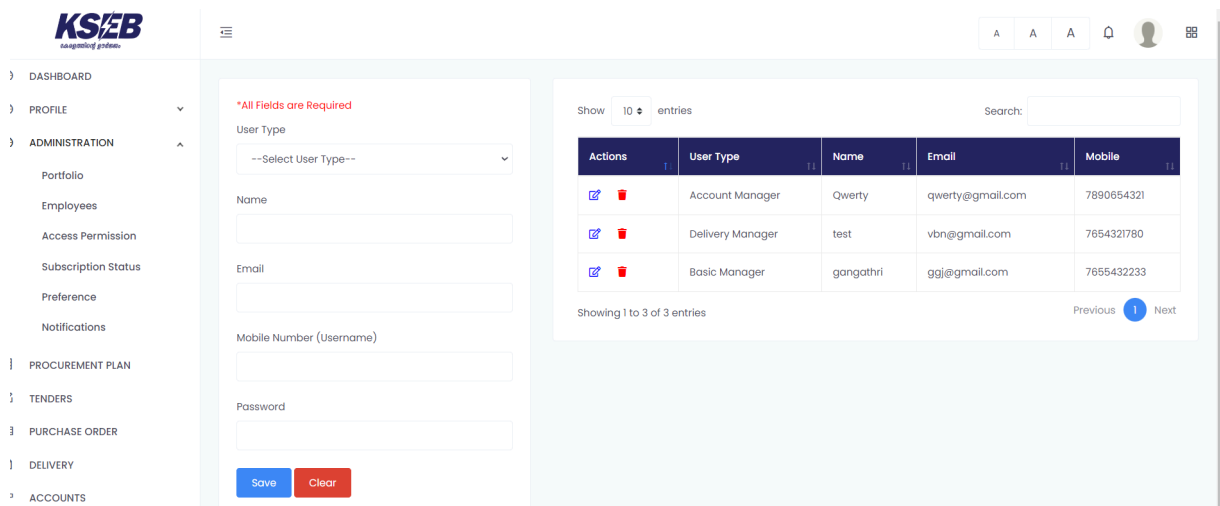 KSEB
കേരളത്തിന്റെ ഊർജ്ജം
A A A
DASHBOARD
PROFILE
ADMINISTRATION
Portfolio
Employees
Access Permission
Subscription Status
Preference
Notifications
PROCUREMENT PLAN
TENDERS
PURCHASE ORDER
DELIVERY
ACCOUNTS
*All Fields are Required
User Type
--Select User Type--
Name
Email
Mobile Number (Username)
Password
Save Clear
Show 10 entries Search:
Actions User Type Name Email Mobile
Account Manager Qwerty qwerty@gmail.com 7890654321
Delivery Manager test vbn@gmail.com 7654321780
Basic Manager gangathri ggj@gmail.com 7655432233
Showing 1 to 3 of 3 entries Previous 1 Next